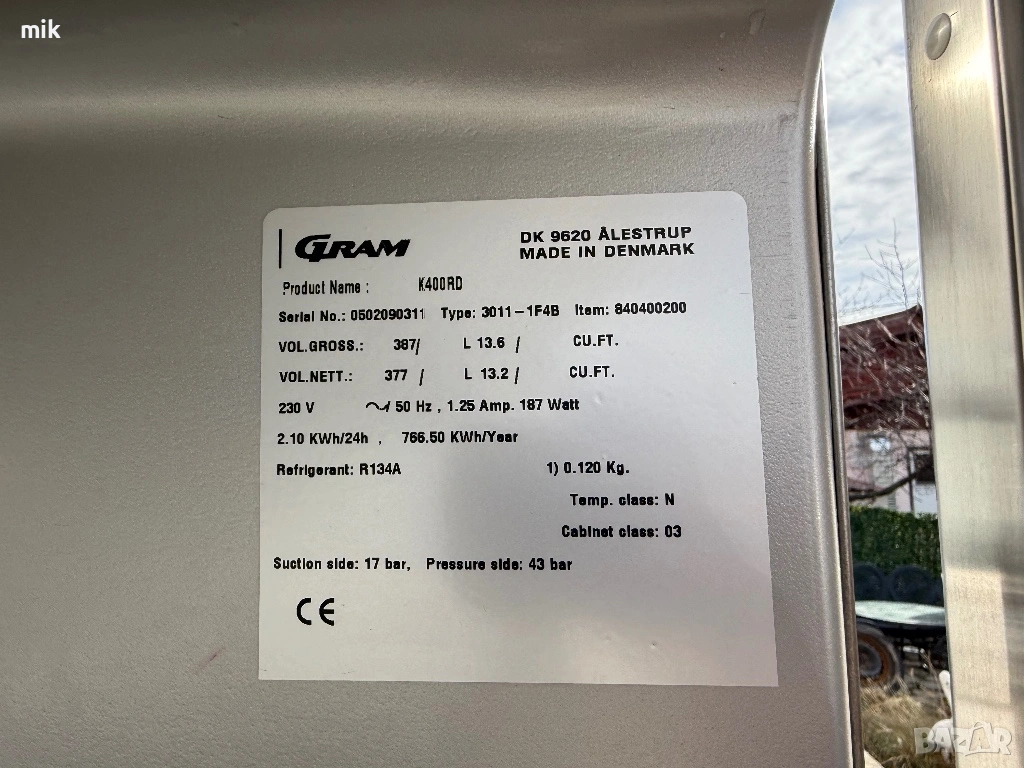 mik
GRAM
DK 9620 ÅLESTRUP
MADE IN DENMARK
Product Name : K400RD
Serial No.: 0502090311 Type: 3011-1F4B Item: 840400200
VOL.GROSS.: 387/ L 13.6 / CU.FT.
VOL.NETT.: 377 / L 13.2 / CU.FT.
230 V 50 Hz , 1.25 Amp. 187 Watt
2.10 KWh/24h , 766.50 KWh/Year
Refrigerant: R134A 1) 0.120 Kg.
Temp. class: N
Cabinet class: 03
Suction side: 17 bar, Pressure side: 43 bar
CE
BAZAR